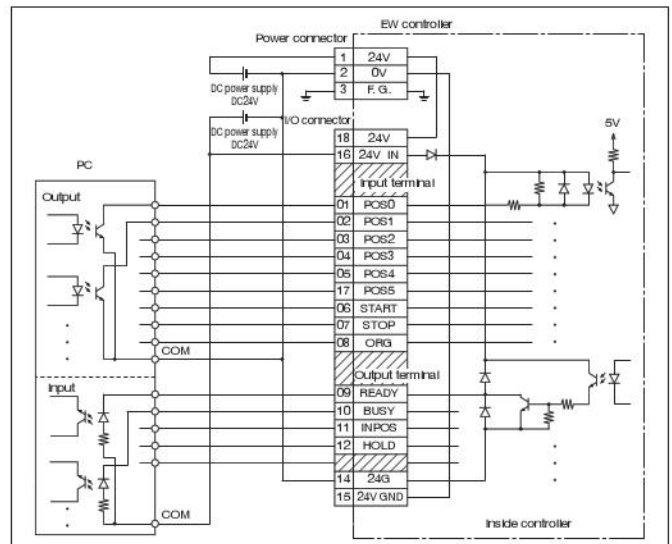 EW controller
Power connector
1 24V
2 0V
3 F. G.
DC power supply
DC24V
I/O connector
DC power supply
DC24V
18 24V
16 24V IN
5V
PC
Input terminal
Output
01 POS0
02 POS1
03 POS2
04 POS3
05 POS4
17 POS5
06 START
07 STOP
08 ORG
COM
Output terminal
Input
09 READY
10 BUSY
11 INPOS
12 HOLD
14 24G
15 24V GND
COM
Inside controller